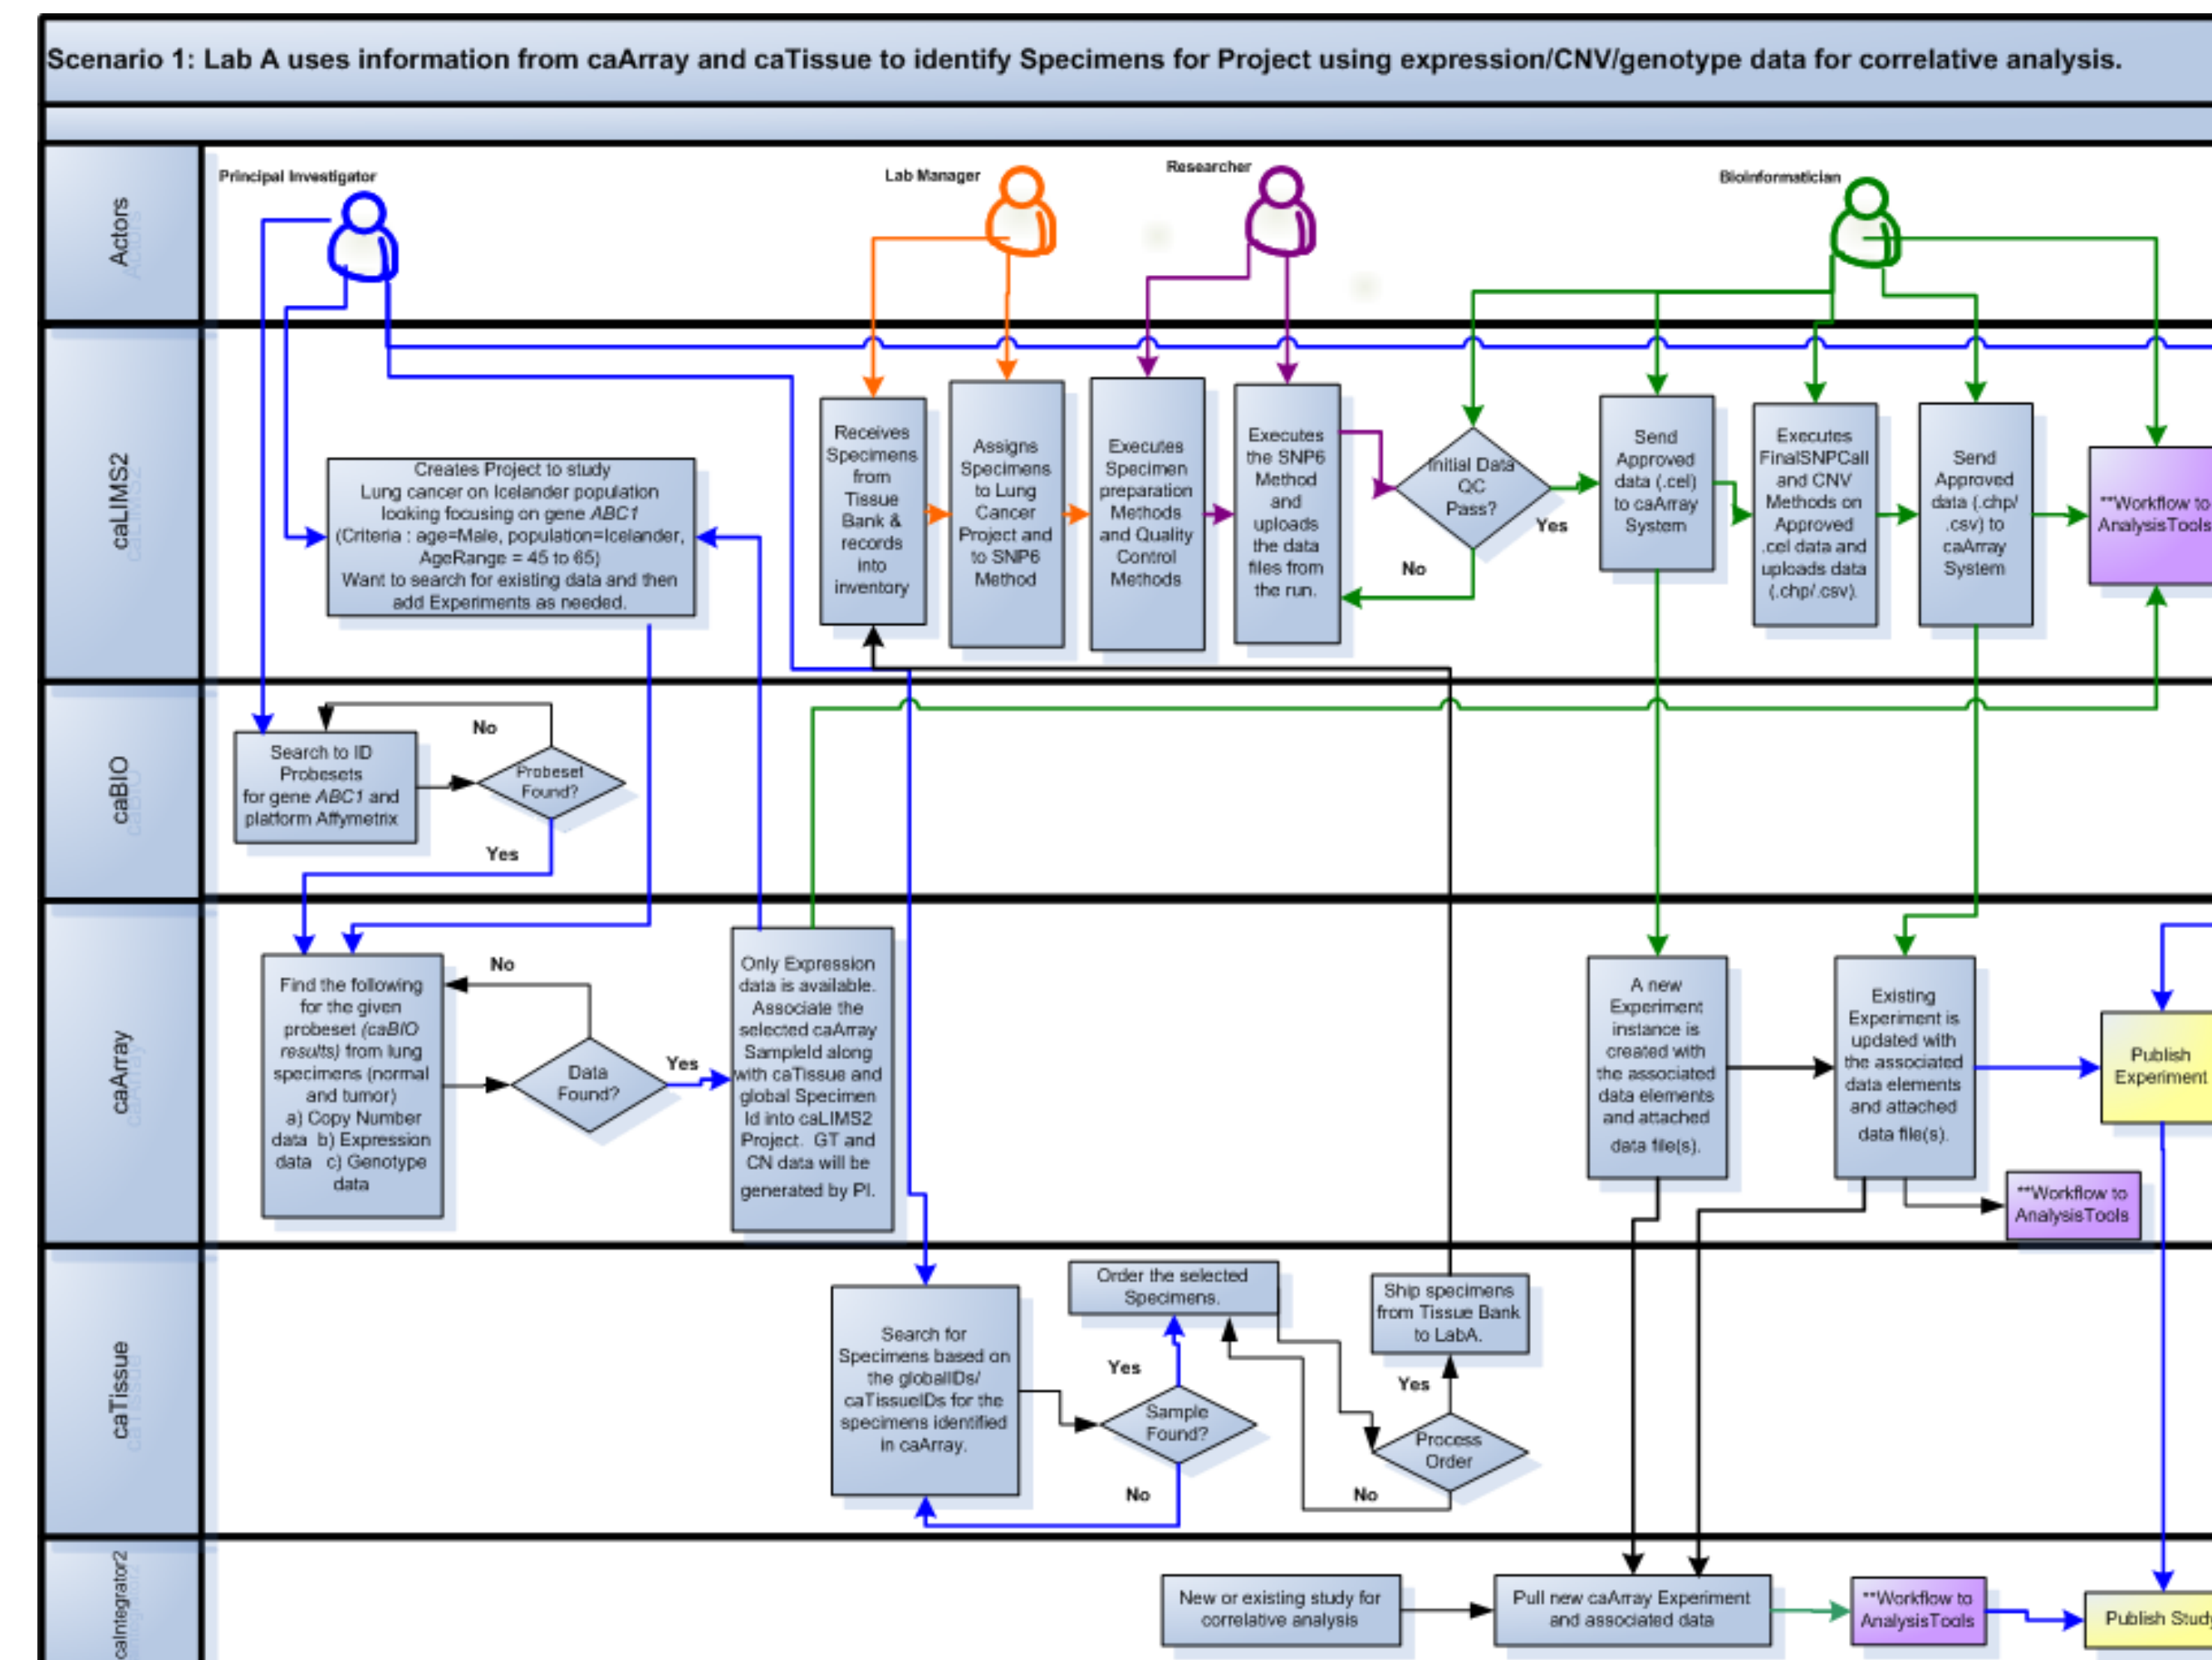 Scenario 1: Lab A uses information from caArray and caTissue to identify Specimens for Project using expression/CNV/genotype data for correlative analysis.
Actors
Principal Investigator
Lab Manager
Researcher
Bioinformatician
caLIMS2
Creates Project to study
Lung cancer on Icelander population
looking focusing on gene ABC1
(Criteria : age=Male, population=Icelander,
AgeRange = 45 to 65)
Want to search for existing data and then
add Experiments as needed.
Receives
Specimens
from
Tissue
Bank &
records
into
inventory
Assigns
Specimens
to Lung
Cancer
Project and
to SNP6
Method
Executes
Specimen
preparation
Methods
and Quality
Control
Methods
Executes
the SNP6
Method
and
uploads
the data
files from
the run.
Initial Data
QC
Pass?
Yes
No
Send
Approved
data (.cel)
to caArray
System
Executes
FinalSNPCall
and CNV
Methods on
Approved
.cel data and
uploads data
(.chp/.csv).
Send
Approved
data (.chp/
.csv) to
caArray
System
**Workflow to
AnalysisTools
caBIO
Search to ID
Probesets
for gene ABC1 and
platform Affymetrix
No
Probeset
Found?
Yes
caArray
Find the following
for the given
probeset (caBIO
results) from lung
specimens (normal
and tumor)
a) Copy Number
data b) Expression
data c) Genotype
data
No
Data
Found?
Yes
Only Expression
data is available.
Associate the
selected caArray
SampleId along
with caTissue and
global Specimen
Id into caLIMS2
Project. GT and
CN data will be
generated by PI.
A new
Experiment
instance is
created with
the associated
data elements
and attached
data file(s).
Existing
Experiment is
updated with
the associated
data elements
and attached
data file(s).
Publish
Experiment
**Workflow to
AnalysisTools
caTissue
Search for
Specimens based on
the globalIDs/
caTissueIDs for the
specimens identified
in caArray.
Order the selected
Specimens.
Yes
Sample
Found?
No
Ship specimens
from Tissue Bank
to LabA.
Yes
Process
Order
No
caIntegrator2
New or existing study for
correlative analysis
Pull new caArray Experiment
and associated data
**Workflow to
AnalysisTools
Publish Study